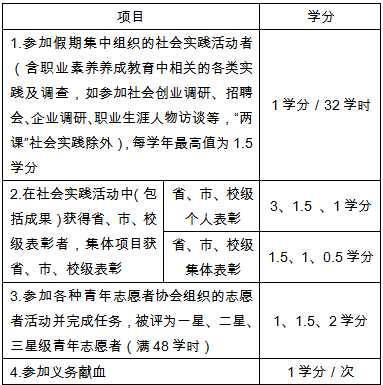 项目
学分
1.参加假期集中组织的社会实践活动者
（含职业素养养成教育中相关的各类实
践及调查，如参加社会创业调研、招聘
会、企业调研、职业生涯人物访谈等，“两
课”社会实践除外），每学年最高值为 1.5
学分
1 学分／32 学时
2.在社会实践活动中（包
括成果）获得省、市、校
级表彰者，集体项目获
省、市、校级表彰
省、市、校级
个人表彰
3、1.5 、1 学分
省、市、校级
集体表彰
1.5、1、0.5 学分
3.参加各种青年志愿者协会组织的志愿
者活动并完成任务，被评为一星、二星、
三星级青年志愿者（满 48 学时）
1、1.5、2 学分
4.参加义务献血
1 学分／次